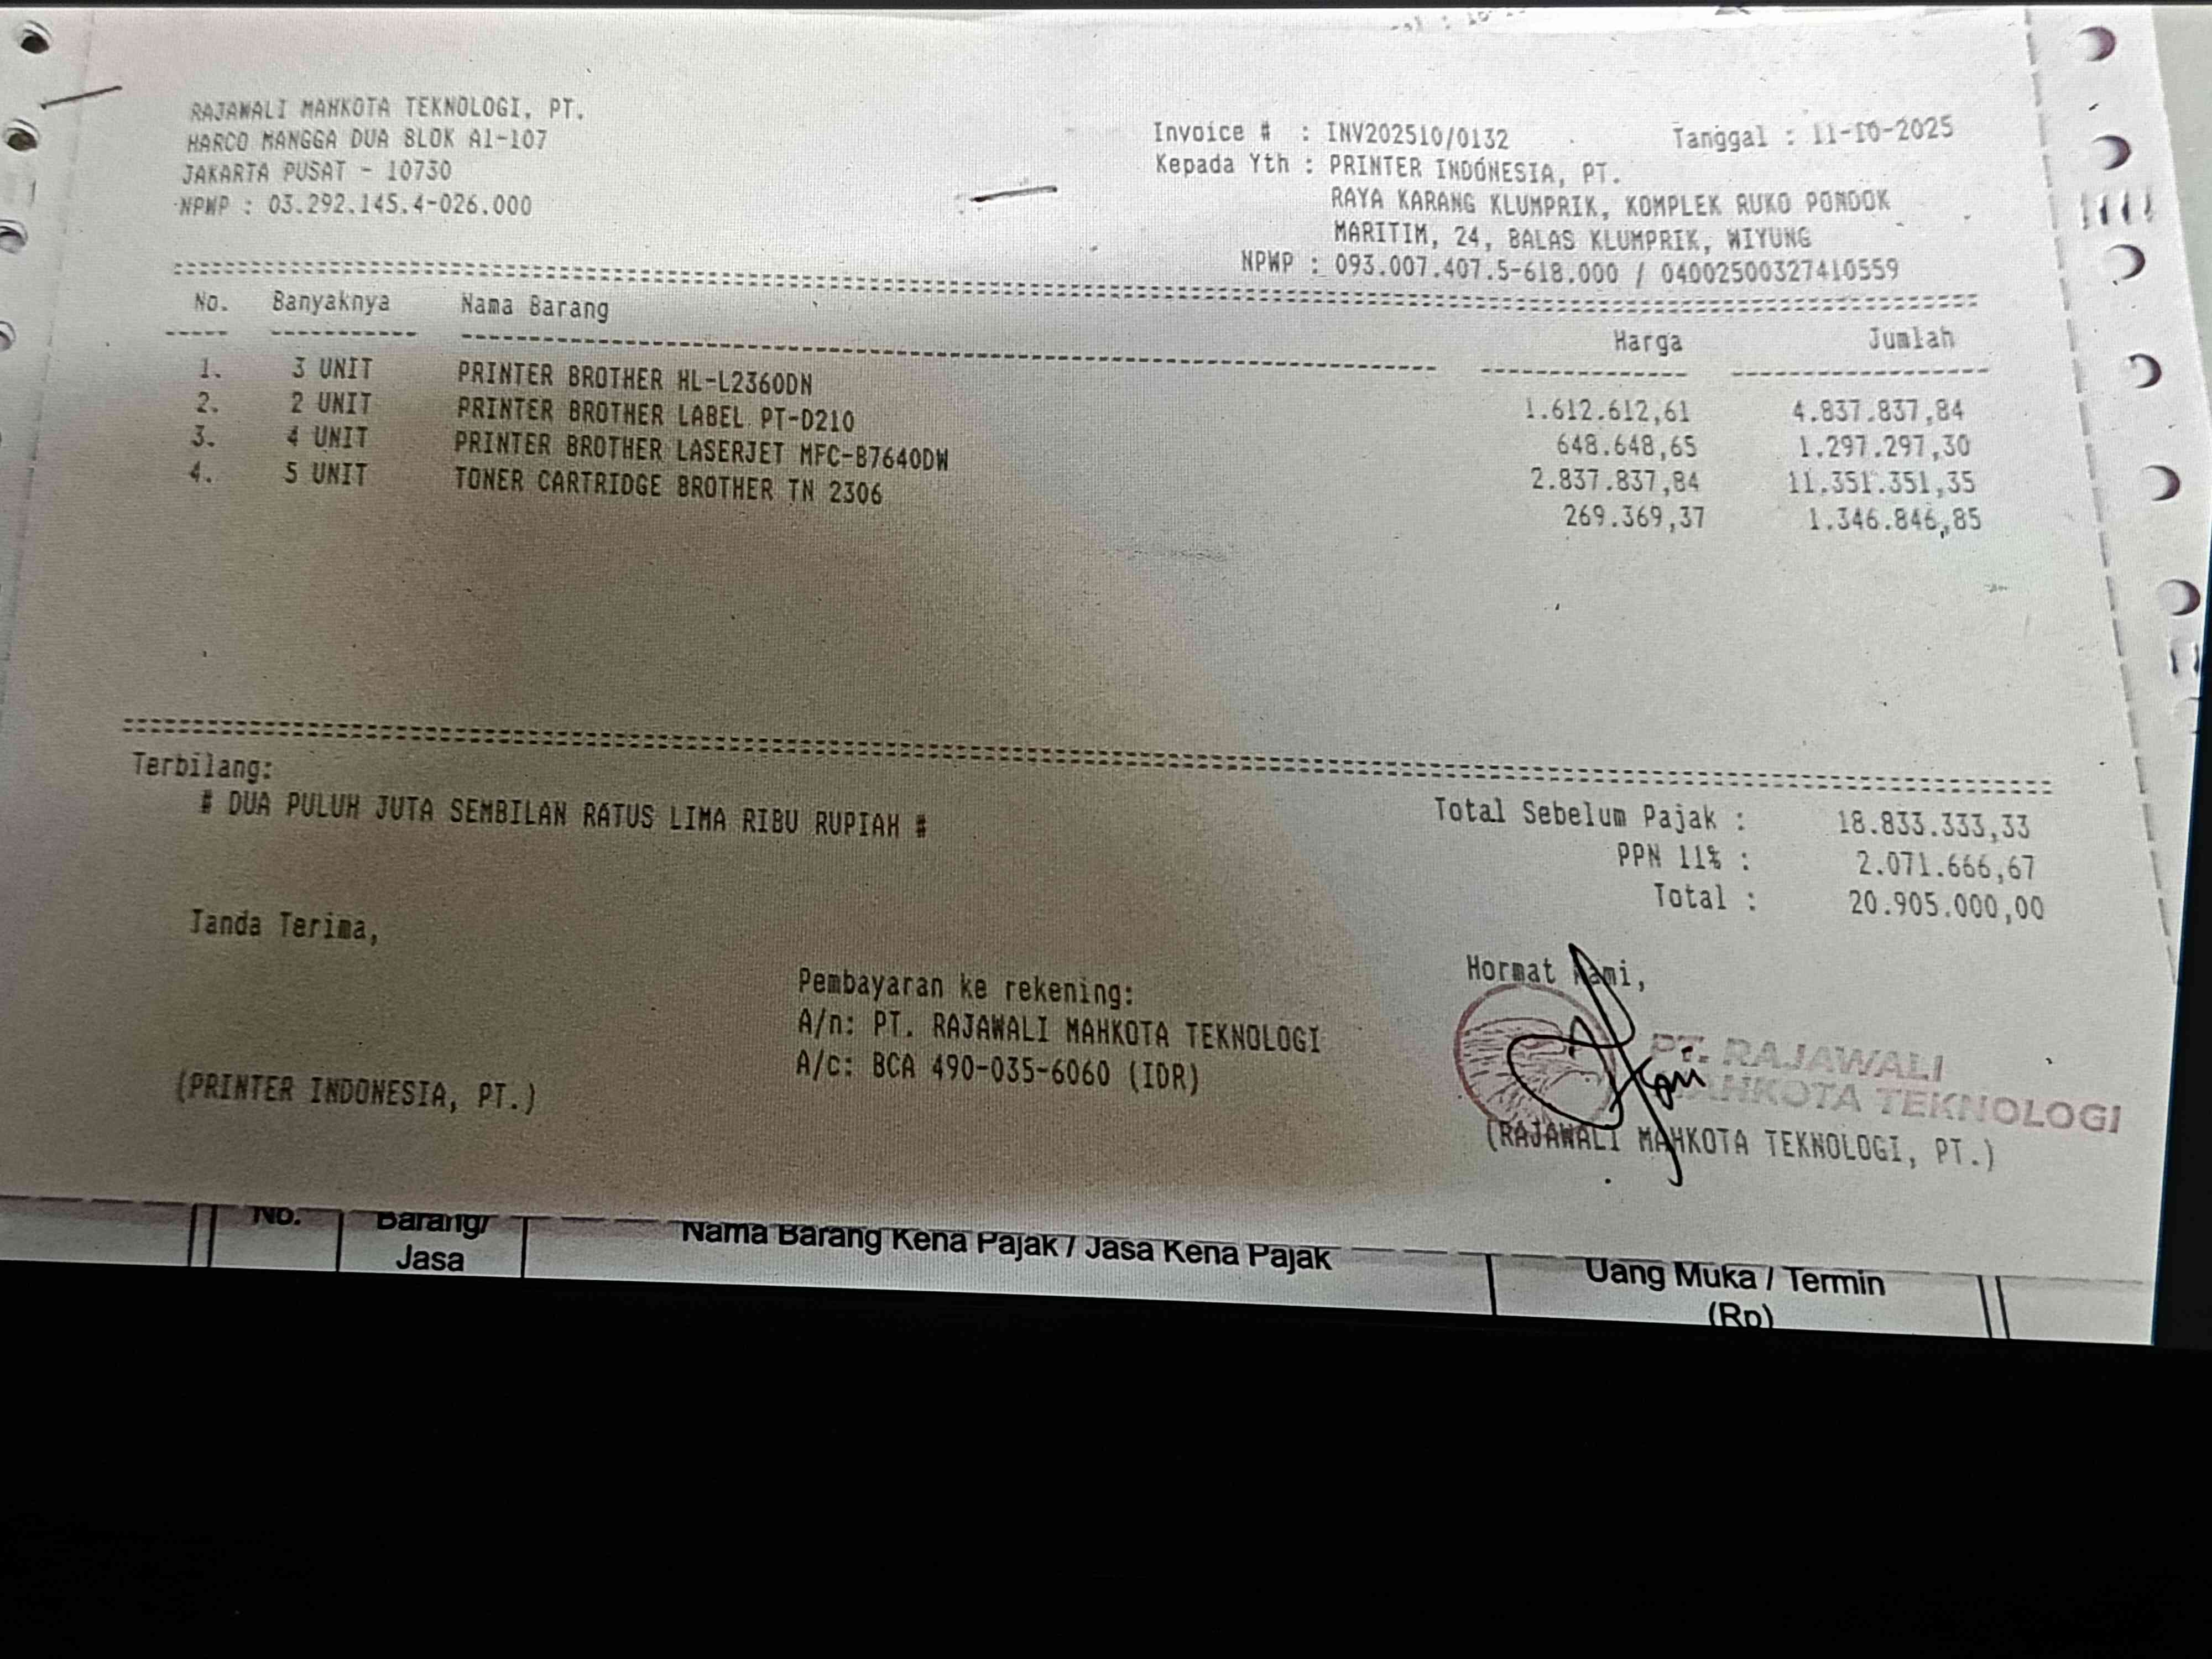 RAJAWALI MAHKOTA TEKNOLOGI, PT.
HARCO MANGGA DUA BLOK A1-107
JAKARTA PUSAT - 10730
NPWP : 03.292.145.4-026.000
Invoice # : INV202510/0132 Tanggal : 11-10-2025
Kepada Yth : PRINTER INDONESIA, PT.
RAYA KARANG KLUMPRIK, KOMPLEK RUKO PONDOK
MARITIM, 24, BALAS KLUMPRIK, WIYUNG
NPWP : 093.007.407.5-618.000 / 04002500327410559
No. Banyaknya Nama Barang Harga Jumlah
1. 3 UNIT PRINTER BROTHER HL-L2360DN 1.612.612,61 4.837.837,84
2. 2 UNIT PRINTER BROTHER LABEL PT-D210 648.648,65 1.297.297,30
3. 4 UNIT PRINTER BROTHER LASERJET MFC-B7640DW 2.837.837,84 11.351.351,35
4. 5 UNIT TONER CARTRIDGE BROTHER TN 2306 269.369,37 1.346.846,85
Terbilang:
# DUA PULUH JUTA SEMBILAN RATUS LIMA RIBU RUPIAH #
Total Sebelum Pajak : 18.833.333,33
PPN 11% : 2.071.666,67
Total : 20.905.000,00
Tanda Terima,
(PRINTER INDONESIA, PT.)
Pembayaran ke rekening:
A/n: PT. RAJAWALI MAHKOTA TEKNOLOGI
A/c: BCA 490-035-6060 (IDR)
Hormat Kami,
PT. RAJAWALI
MAHKOTA TEKNOLOGI
(RAJAWALI MAHKOTA TEKNOLOGI, PT.)
No. Barang/ Nama Barang Kena Pajak / Jasa Kena Pajak Uang Muka / Termin
Jasa (Rp)